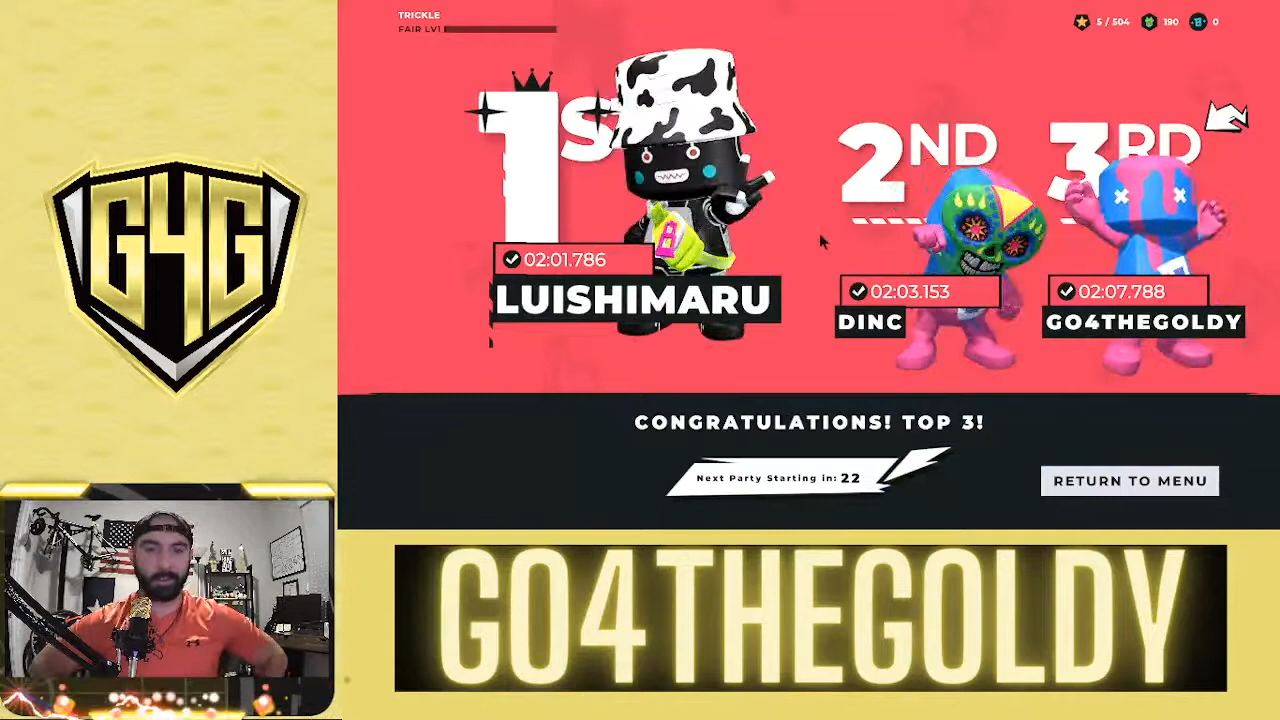 TRICKLE
FAIR LV1
5 / 504
190
0
1ST
02:01.786
LUISHIMARU
B
2ND
02:03.153
DINC
3RD
02:07.788
GO4THEGOLDY
CONGRATULATIONS! TOP 3!
Next Party Starting in: 22
RETURN TO MENU
G4G
GO4THEGOLDY